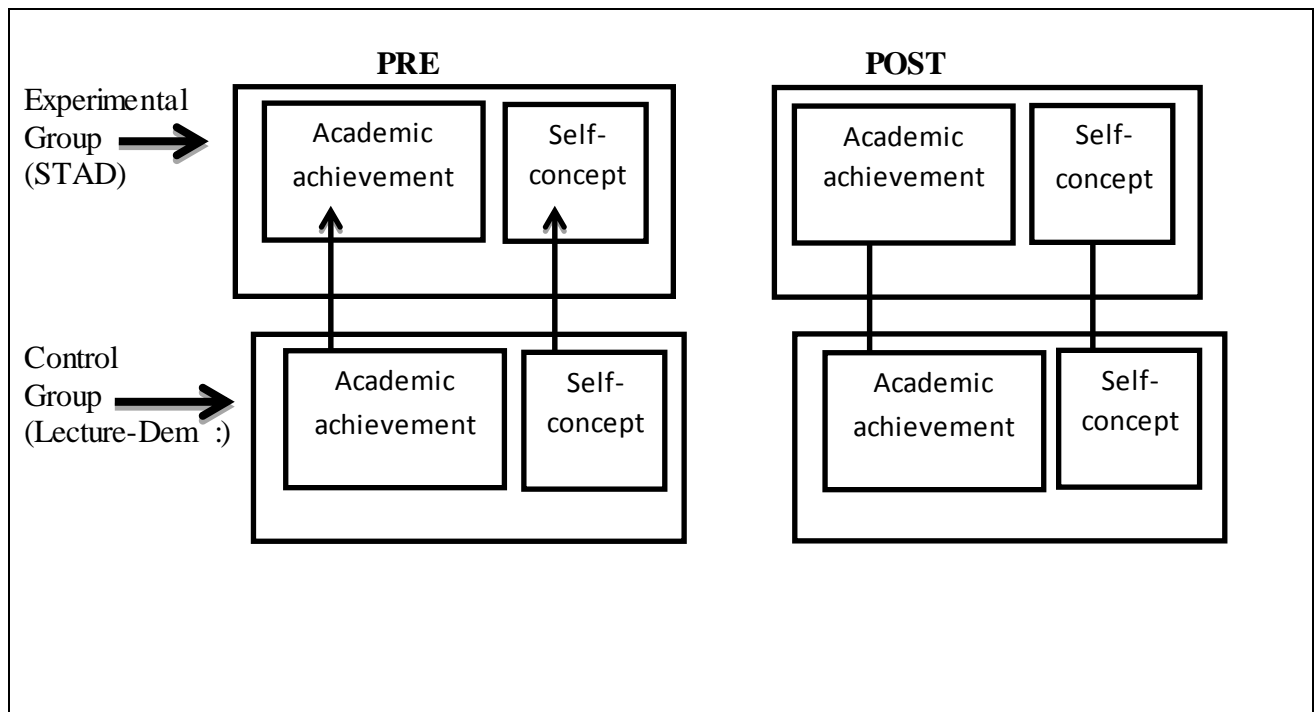 PRE
POST
Experimental
Group
(STAD)
Academic
achievement
Self-
concept
Academic
achievement
Self-
concept
Control
Group
(Lecture-Dem :)
Academic
achievement
Self-
concept
Academic
achievement
Self-
concept